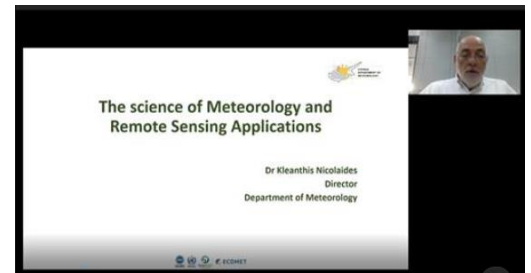 The science of Meteorology and
Remote Sensing Applications
Dr Kleanthis Nicolaides
Director
Department of Meteorology
ECOMET